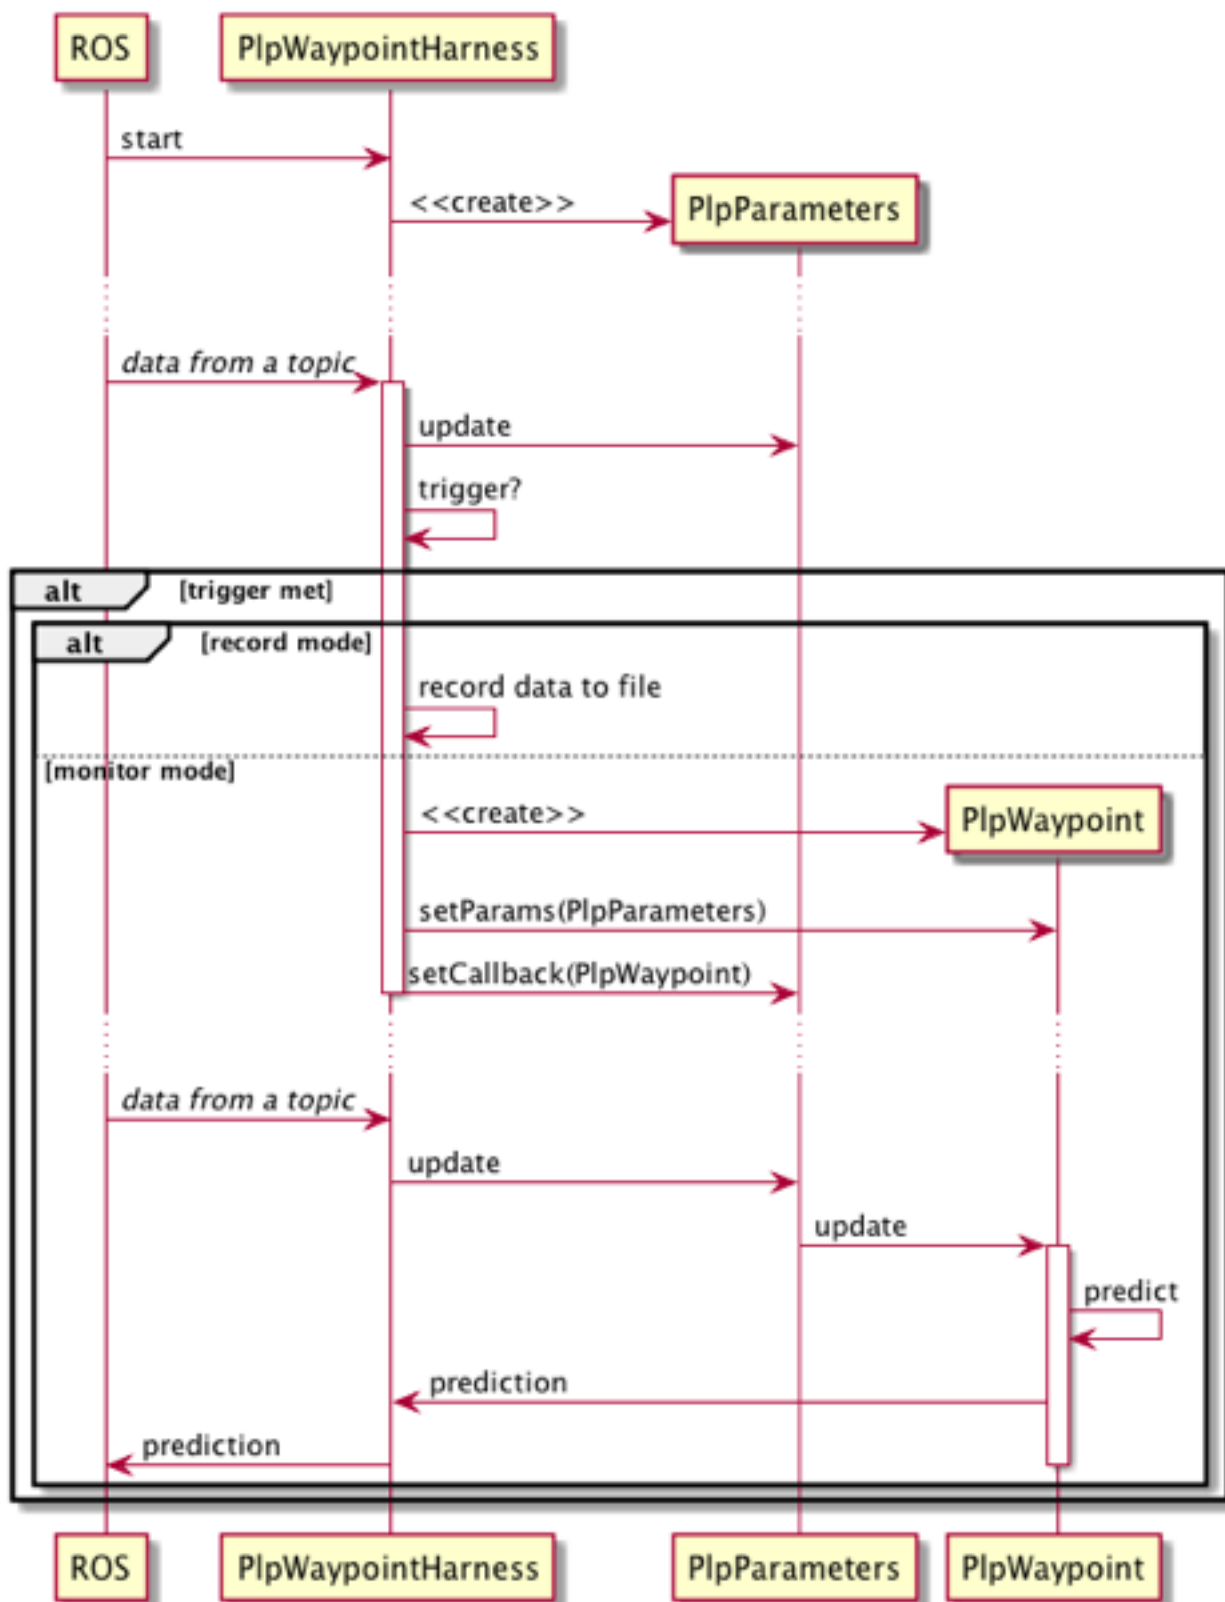 ROS
PlpWaypointHarness
start
<<create>>
PlpParameters
data from a topic
update
trigger?
alt
[trigger met]
alt
[record mode]
record data to file
[monitor mode]
<<create>>
PlpWaypoint
setParams(PlpParameters)
setCallback(PlpWaypoint)
data from a topic
update
update
predict
prediction
prediction
ROS
PlpWaypointHarness
PlpParameters
PlpWaypoint